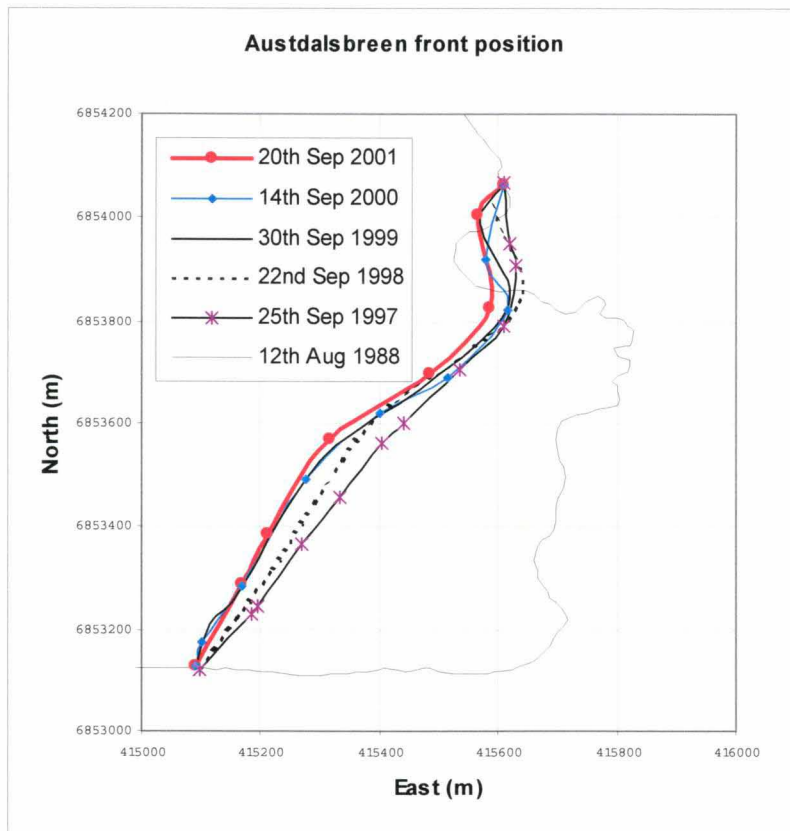 Austdalsbreen front position
6854200
20th Sep 2001
14th Sep 2000
30th Sep 1999
22nd Sep 1998
25th Sep 1997
12th Aug 1988
6854000
6853800
6853600
6853400
6853200
6853000
North (m)
415000 415200 415400 415600 415800 416000
East (m)